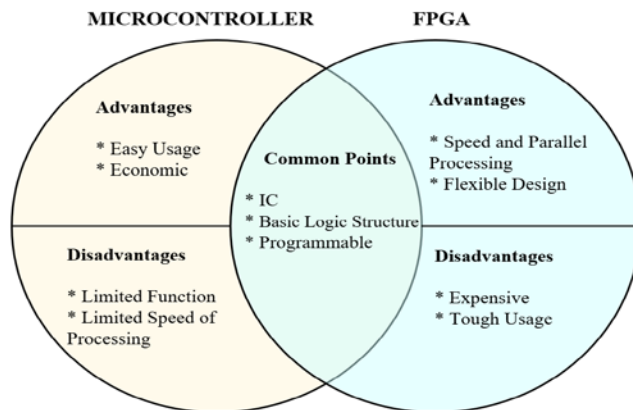 MICROCONTROLLER
FPGA
Advantages
* Easy Usage
* Economic
Disadvantages
* Limited Function
* Limited Speed of
Processing
Common Points
* IC
* Basic Logic Structure
* Programmable
Advantages
* Speed and Parallel
Processing
* Flexible Design
Disadvantages
* Expensive
* Tough Usage